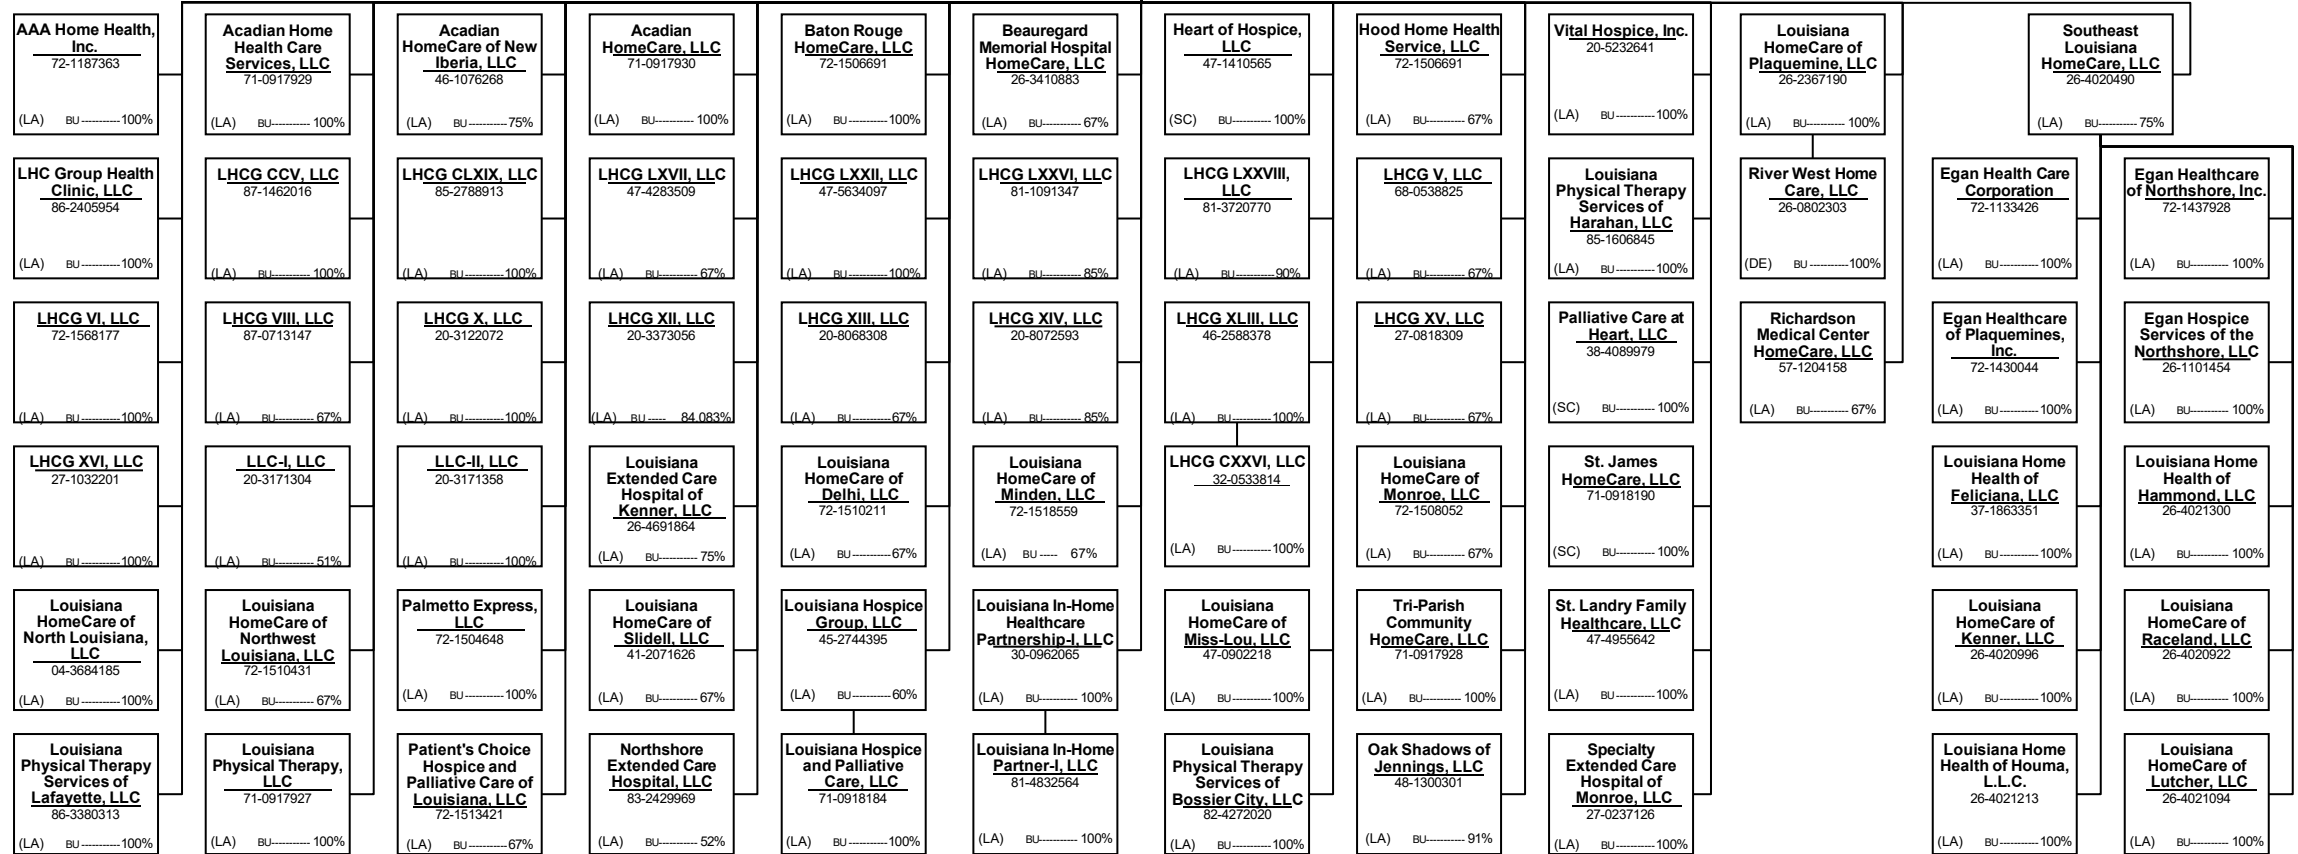 AAA Home Health,
Inc.
72-1187363
(LA) BU-----------100%
Acadian Home
Health Care
Services, LLC
71-0917929
(LA) BU----------- 100%
Acadian
HomeCare of New
Iberia, LLC
46-1076268
(LA) BU -----------75%
Acadian
HomeCare, LLC
71-0917930
(LA) BU----------- 100%
Baton Rouge
HomeCare, LLC
72-1506691
(LA) BU-----------100%
Beauregard
Memorial Hospital
HomeCare, LLC
26-3410883
(LA) BU----------- 67%
Heart of Hospice,
LLC
47-1410565
(SC) BU----------- 100%
Hood Home Health
Service, LLC
72-1506691
(LA) BU----------- 67%
Vital Hospice, Inc.
20-5232641
(LA) BU-----------100%
Louisiana
HomeCare of
Plaquemine, LLC
26-2367190
(LA) BU----------- 100%
Southeast
Louisiana
HomeCare, LLC
26-4020490
(LA) BU----------- 75%
LHC Group Health
Clinic, LLC
86-2405954
(LA) BU-----------100%
LHCG CCV, LLC
87-1462016
(LA) BU----------- 100%
LHCG CLXIX, LLC
85-2788913
(LA) BU -----------100%
LHCG LXVII, LLC
47-4283509
(LA) BU----------- 67%
LHCG LXXII, LLC
47-5634097
(LA) BU -----------100%
LHCG LXXVI, LLC
81-1091347
(LA) BU----------- 85%
LHCG LXXVIII,
LLC
81-3720770
(LA) BU-----------90%
LHCG V, LLC
68-0538825
(LA) BU-----------67%
Louisiana
Physical Therapy
Services of
Harahan, LLC
85-1606845
(LA) BU-----------100%
River West Home
Care, LLC
26-0802303
(DE) BU -----------100%
Egan Health Care
Corporation
72-1133426
(LA) BU-----------100%
Egan Healthcare
of Northshore, Inc.
72-1437928
(LA) BU----------- 100%
LHCG VI, LLC
72-1568177
(LA) BU -----------100%
LHCG VIII, LLC
87-0713147
(LA) BU----------- 67%
LHCG X, LLC
20-3122072
(LA) BU -----------100%
LHCG XII, LLC
20-3373056
(LA) BU ----- 84.083%
LHCG XIII, LLC
20-8068308
(LA) BU -----------67%
LHCG XIV, LLC
20-8072593
(LA) BU----------- 85%
LHCG XLIII, LLC
46-2588378
(LA) BU -----------100%
LHCG XV, LLC
27-0818309
(LA) BU-----------67%
Palliative Care at
Heart, LLC
38-4089979
(SC) BU----------- 100%
Richardson
Medical Center
HomeCare, LLC
57-1204158
(LA) BU----------- 67%
Egan Healthcare
of Plaquemines,
Inc.
72-1430044
(LA) BU-----------100%
Egan Hospice
Services of the
Northshore, LLC
26-1101454
(LA) BU----------- 100%
LHCG XVI, LLC
27-1032201
(LA) BU -----------100%
LLC-I, LLC
20-3171304
(LA) BU----------- 51%
LLC-II, LLC
20-3171358
(LA) BU -----------100%
Louisiana
Extended Care
Hospital of
Kenner, LLC
26-4691864
(LA) BU----------- 75%
Louisiana
HomeCare of
Delhi, LLC
72-1510211
(LA) BU -----------67%
Louisiana
HomeCare of
Minden, LLC
72-1518559
(LA) BU ----- 67%
LHCG CXXVI, LLC
32-0533814
(LA) BU-----------100%
Louisiana
HomeCare of
Monroe, LLC
72-1508052
(LA) BU----------- 67%
St. James
HomeCare, LLC
71-0918190
(SC) BU----------- 100%
Louisiana Home
Health of
Feliciana, LLC
37-1863351
(LA) BU-----------100%
Louisiana Home
Health of
Hammond, LLC
26-4021300
(LA) BU----------- 100%
Louisiana
HomeCare of
North Louisiana,
LLC
04-3684185
(LA) BU -----------100%
Louisiana
HomeCare of
Northwest
Louisiana, LLC
72-1510431
(LA) BU----------- 67%
Palmetto Express,
LLC
72-1504648
(LA) BU -----------100%
Louisiana
HomeCare of
Slidell, LLC
41-2071626
(LA) BU----------- 67%
Louisiana Hospice
Group, LLC
45-2744395
(LA) BU -----------60%
Louisiana In-Home
Healthcare
Partnership-I, LLC
30-0962065
(LA) BU----------- 100%
Louisiana
HomeCare of
Miss-Lou, LLC
47-0902218
(LA) BU-----------100%
Tri-Parish
Community
HomeCare, LLC
71-0917928
(LA) BU----------- 100%
St. Landry Family
Healthcare, LLC
47-4955642
(LA) BU-----------100%
Louisiana
HomeCare of
Kenner, LLC
26-4020996
(LA) BU-----------100%
Louisiana
HomeCare of
Raceland, LLC
26-4020922
(LA) BU----------- 100%
Louisiana
Physical Therapy
Services of
Lafayette, LLC
86-3380313
(LA) BU -----------100%
Louisiana
Physical Therapy,
LLC
71-0917927
(LA) BU----------- 100%
Patient's Choice
Hospice and
Palliative Care of
Louisiana, LLC
72-1513421
(LA) BU -----------67%
Northshore
Extended Care
Hospital, LLC
83-2429969
(LA) BU----------- 52%
Louisiana Hospice
and Palliative
Care, LLC
71-0918184
(LA) BU -----------100%
Louisiana In-Home
Partner-I, LLC
81-4832564
(LA) BU----------- 100%
Louisiana
Physical Therapy
Services of
Bossier City, LLC
82-4272020
(LA) BU-----------100%
Oak Shadows of
Jennings, LLC
48-1300301
(LA) BU----------- 91%
Specialty
Extended Care
Hospital of
Monroe, LLC
27-0237126
(LA) BU-----------100%
Louisiana Home
Health of Houma,
L.L.C.
26-4021213
(LA) BU-----------100%
Louisiana
HomeCare of
Lutcher, LLC
26-4021094
(LA) BU----------- 100%